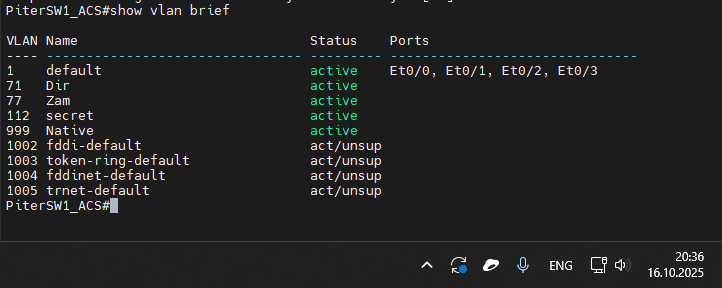 PiterSW1_ACS#show vlan brief
VLAN Name Status Ports
---- -------------------------------- --------- -------------------------------
1 default active Et0/0, Et0/1, Et0/2, Et0/3
71 Dir active
77 Zam active
112 secret active
999 Native active
1002 fddi-default act/unsup
1003 token-ring-default act/unsup
1004 fddinet-default act/unsup
1005 trnet-default act/unsup
PiterSW1_ACS#
ENG
20:36
16.10.2025